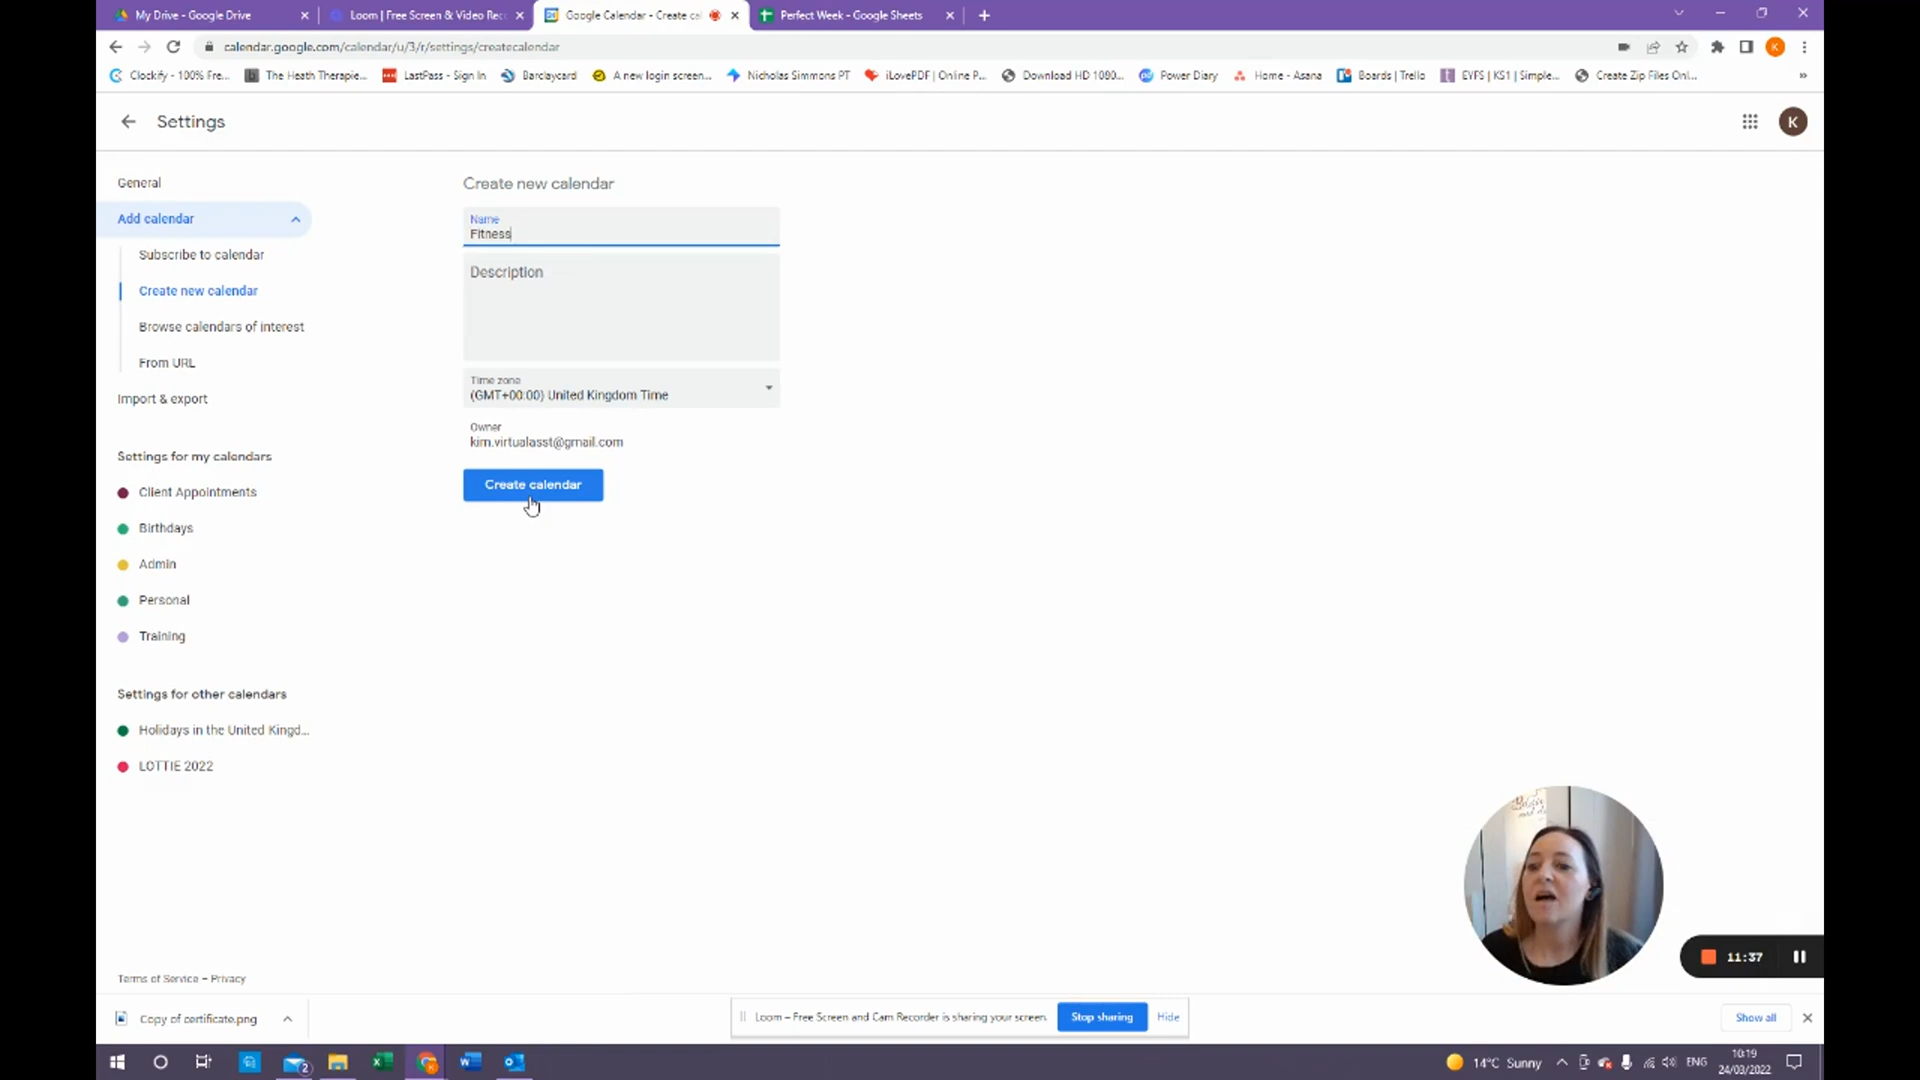 My Drive - Google Drive
Loom | Free Screen & Video Rec
Google Calendar - Create ca
Perfect Week - Google Sheets
calendar.google.com/calendar/u/3/r/settings/createcalendar
Clockify - 100% Fre...
The Heath Therapie...
LastPass - Sign In
Barclaycard
A new login screen...
Nicholas Simmons PT
iLovePDF | Online P...
Download HD 1080...
Power Diary
Home - Asana
Boards | Trello
EYFS | KS1 | Simple...
Create Zip Files Onl...
Settings
K
General
Add calendar
Subscribe to calendar
Create new calendar
Browse calendars of interest
From URL
Import & export
Settings for my calendars
Client Appointments
Birthdays
Admin
Personal
Training
Settings for other calendars
Holidays in the United Kingd...
LOTTIE 2022
Create new calendar
Name
Fitness
Description
Time zone
(GMT+00:00) United Kingdom Time
Owner
kim.virtualasst@gmail.com
Create calendar
11:37
Terms of Service – Privacy
Copy of certificate.png
Loom – Free Screen and Cam Recorder is sharing your screen.
Stop sharing
Hide
Show all
2
14°C Sunny
ENG
10:19
24/03/2022